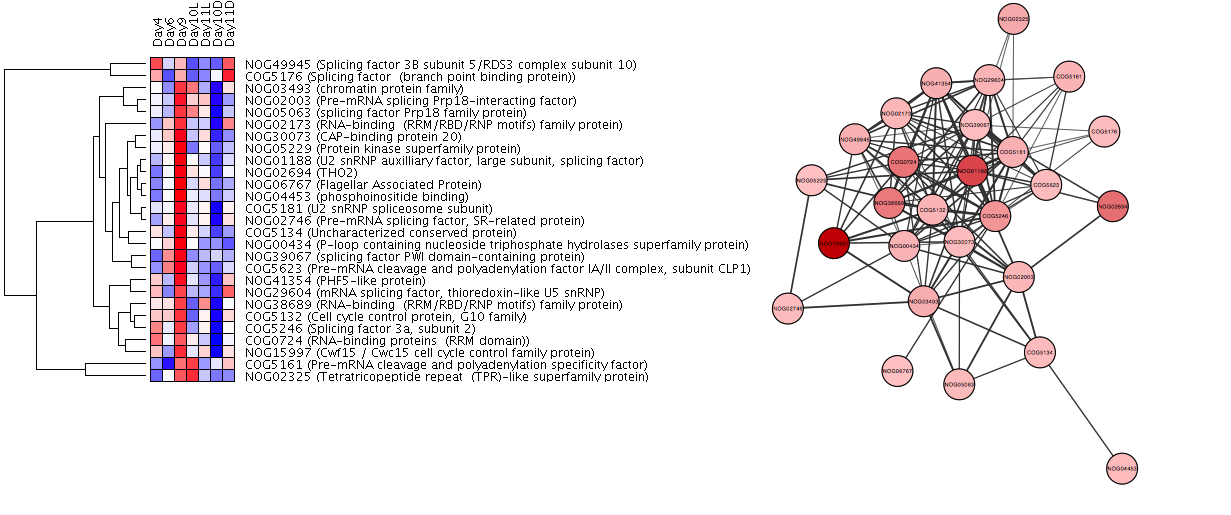 Day4
Day6
Day9
Day10L
Day11L
Day10D
Day11D
NOG49945 (Splicing factor 3B subunit 5/RDS3 complex subunit 10)
COG5176 (Splicing factor (branch point binding protein))
NOG03493 (chromatin protein family)
NOG02003 (Pre-mRNA splicing Prp18-interacting factor)
NOG05063 (splicing factor Prp18 family protein)
NOG02173 (RNA-binding (RRM/RBD/RNP motifs) family protein)
NOG30073 (CAP-binding protein 20)
NOG05229 (Protein kinase superfamily protein)
NOG01188 (U2 snRNP auxilliary factor, large subunit, splicing factor)
NOG02694 (THO2)
NOG06767 (Flagellar Associated Protein)
NOG04453 (phosphoinositide binding)
COG5181 (U2 snRNP spliceosome subunit)
NOG02746 (Pre-mRNA splicing factor, SR-related protein)
COG5134 (Uncharacterized conserved protein)
NOG00434 (P-loop containing nucleoside triphosphate hydrolases superfamily protein)
NOG39067 (splicing factor PWI domain-containing protein)
COG5623 (Pre-mRNA cleavage and polyadenylation factor IA/II complex, subunit CLP1)
NOG41354 (PHF5-like protein)
NOG29604 (mRNA splicing factor, thioredoxin-like U5 snRNP)
NOG38689 (RNA-binding (RRM/RBD/RNP motifs) family protein)
COG5132 (Cell cycle control protein, G10 family)
COG5246 (Splicing factor 3a, subunit 2)
COG0724 (RNA-binding proteins (RRM domain))
NOG15997 (Cwf15 / Cwc15 cell cycle control family protein)
COG5161 (Pre-mRNA cleavage and polyadenylation specificity factor)
NOG02325 (Tetratricopeptide repeat (TPR)-like superfamily protein)
NOG02325
NOG41354
NOG29604
COG5161
NOG02173
NOG39067
COG5176
NOG49945
COG5181
COG0724
NOG01188
NOG05229
COG5623
NOG38689
COG5132
COG5246
NOG02694
NOG15997
NOG00434
NOG30073
NOG02003
NOG02746
NOG03493
COG5134
NOG06767
NOG05063
NOG04453